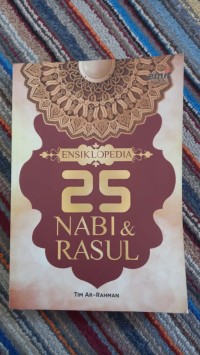 ENSIKLOPEDIA
25
NABI &
RASUL
TIM AR-RAHMAN